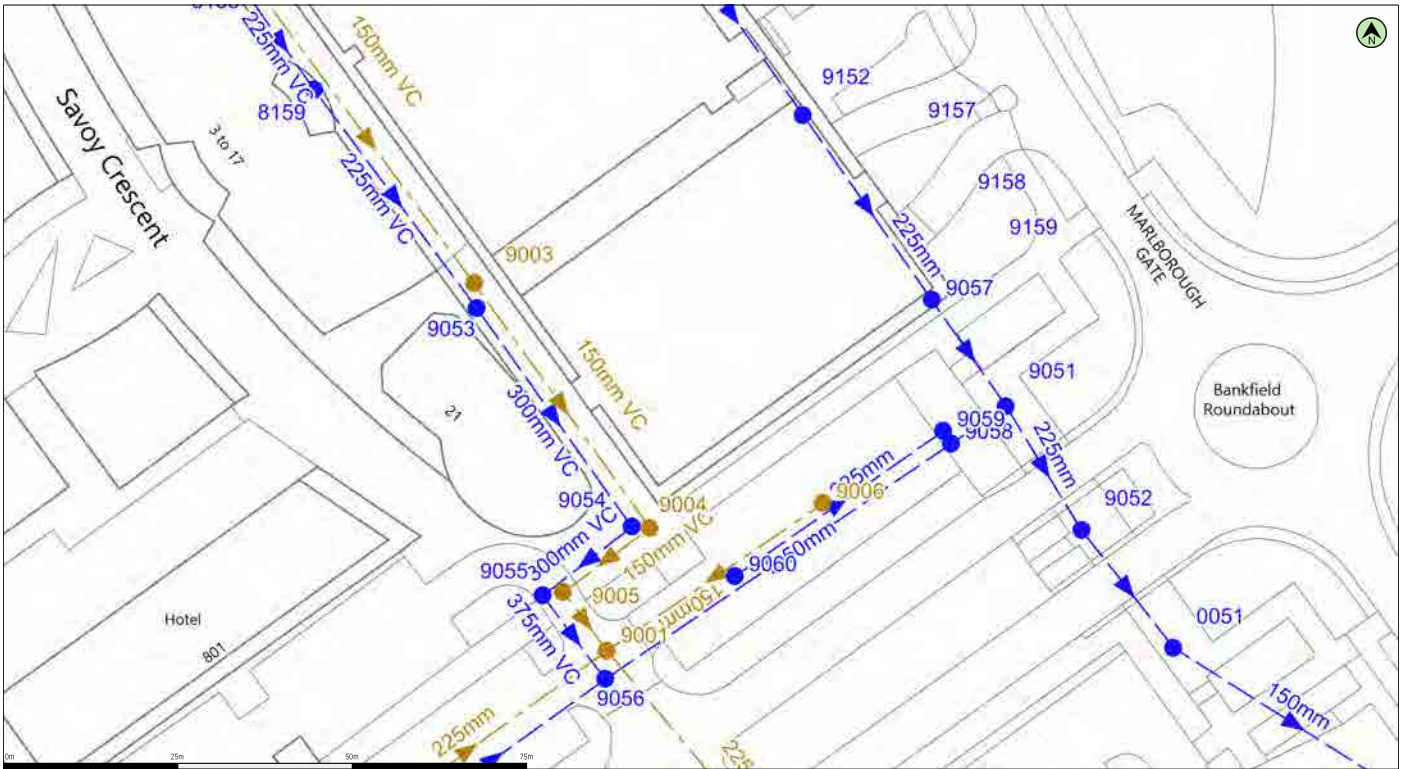 225mm VC
150mm VC
8159
Savoy Crescent
3 to 17
225mm VC
9152
9157
9158
9159
MARLBOROUGH
GATE
N
9003
225mm
9057
9053
150mm VC
21
300mm VC
9051
Bankfield
Roundabout
9059
9058
225mm
9054
9004
225mm
9006
9052
300mm VC
150mm VC
9055
9005
9060
150mm
375mm VC
9001
9056
Hotel
801
0051
225mm
150mm
0m
25m
50m
75m